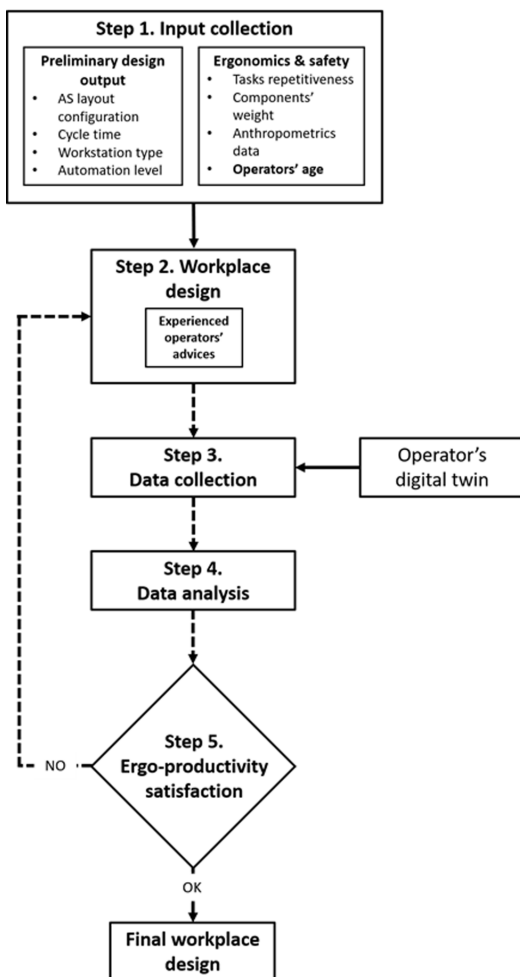 Step 1. Input collection
Preliminary design
output
• AS layout
configuration
• Cycle time
• Workstation type
• Automation level
Ergonomics & safety
• Tasks repetitiveness
• Components'
weight
• Anthropometrics
data
• Operators' age
Step 2. Workplace
design
Experienced
operators'
advices
Step 3.
Data collection
Operator's
digital twin
Step 4.
Data analysis
Step 5.
Ergo-productivity
satisfaction
NO
OK
Final workplace
design